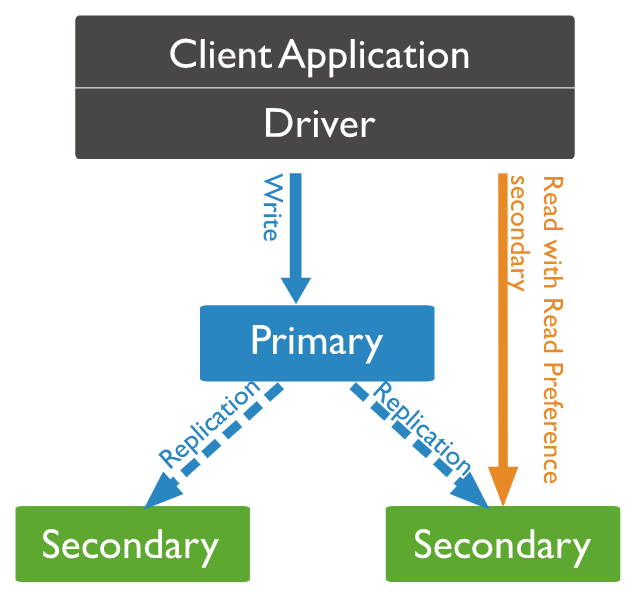 Client Application
Driver
Write
Read with Read Preference
secondary
Primary
Replication
Replication
Secondary
Secondary